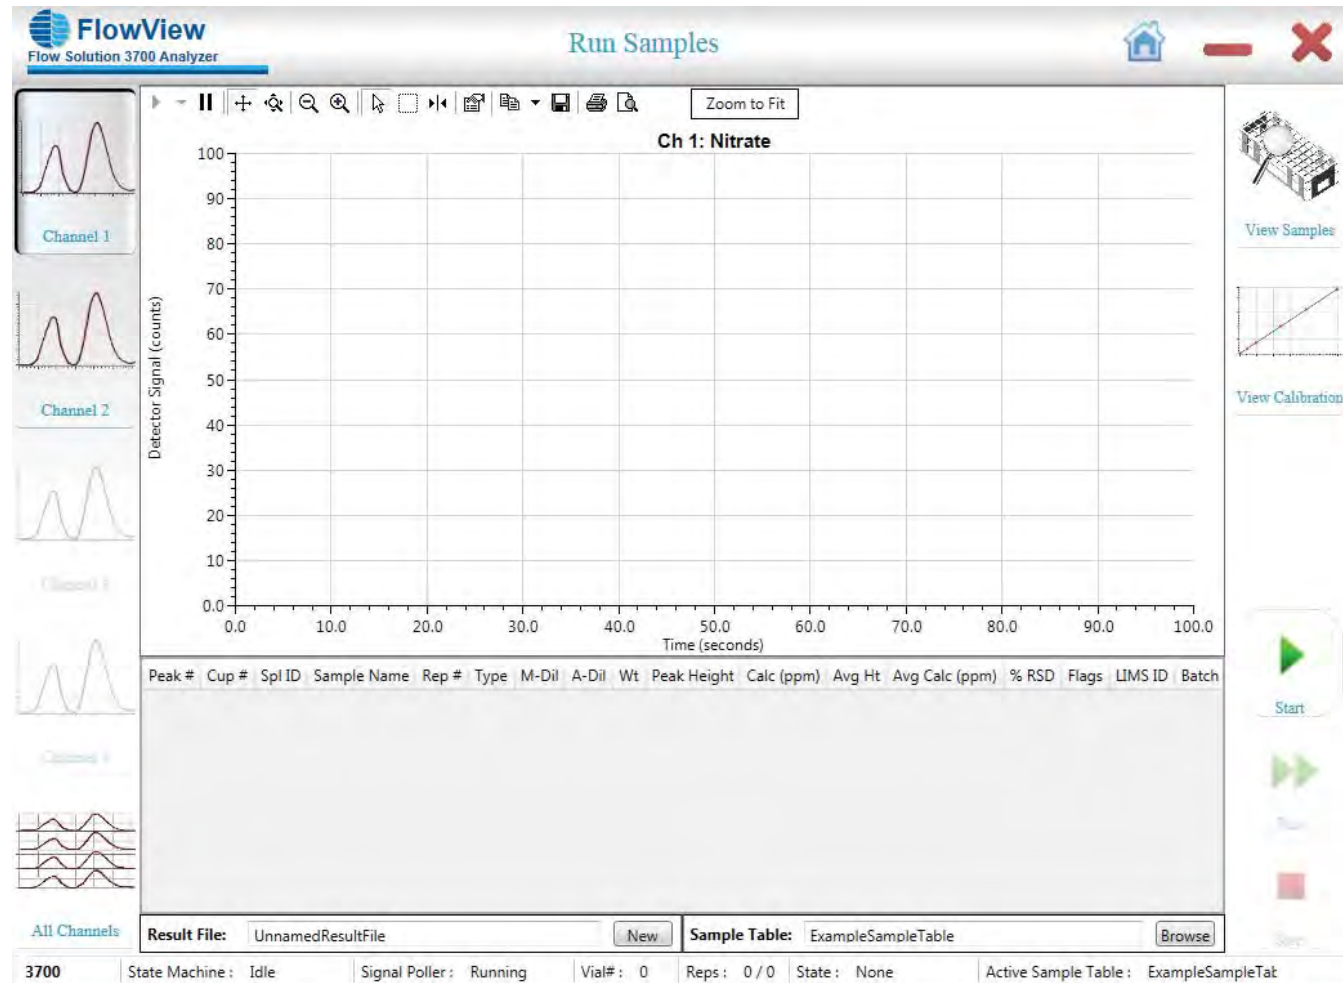 FlowView
Flow Solution 3700 Analyzer
Run Samples
Zoom to Fit
Ch 1: Nitrate
100
90
80
70
60
50
40
30
20
10
0.0
Detector Signal (counts)
0.0 10.0 20.0 30.0 40.0 50.0 60.0 70.0 80.0 90.0 100.0
Time (seconds)
Channel 1
Channel 2
All Channels
View Samples
View Calibration
Start
Peak # Cup # Spl ID Sample Name Rep # Type M-Dil A-Dil Wt Peak Height Calc (ppm) Avg Ht Avg Calc (ppm) % RSD Flags LIMS ID Batch
Result File: UnnamedResultFile New Sample Table: ExampleSampleTable Browse
3700 State Machine : Idle Signal Poller : Running Vial# : 0 Reps : 0 / 0 State : None Active Sample Table : ExampleSampleTab